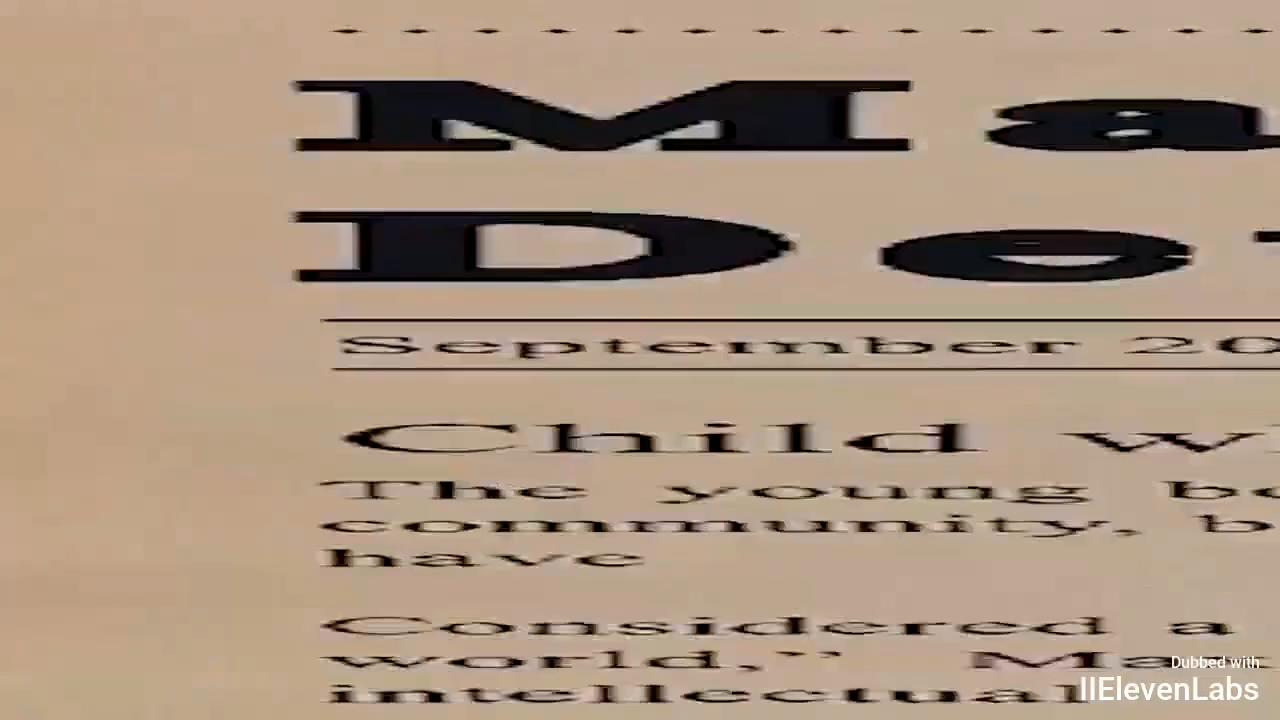 Ma
De
September 20
Child w
The young bo
community, b
have
Considered a
world,” Ma
intellectual
Dubbed with
IIElevenLabs